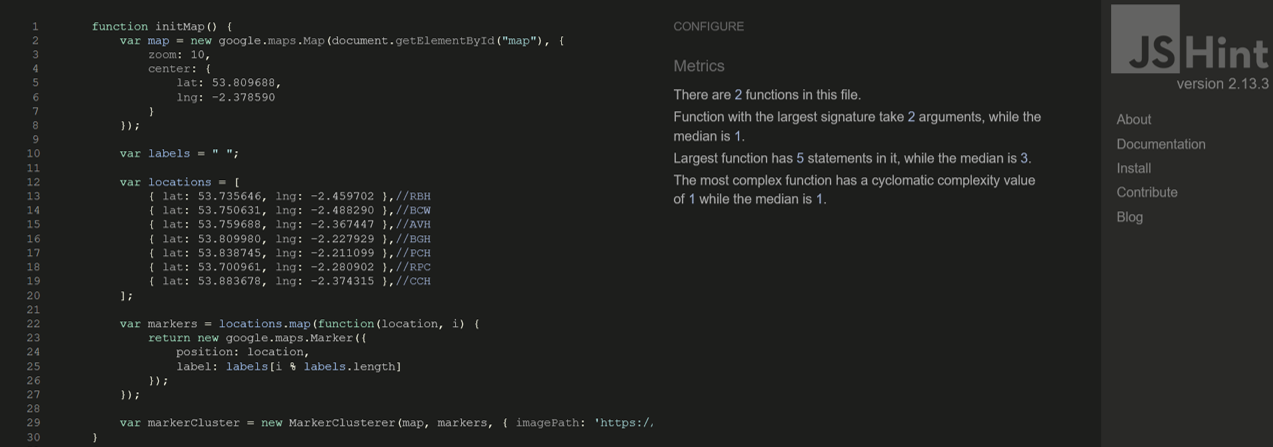 1 function initMap() {
2 var map = new google.maps.Map(document.getElementById("map"), {
3 zoom: 10,
4 center: {
5 lat: 53.809688,
6 lng: -2.378590
7 }
8 });
9
10 var labels = " ";
11
12 var locations = [
13 { lat: 53.735646, lng: -2.459702 },//RBH
14 { lat: 53.750631, lng: -2.488290 },//BCW
15 { lat: 53.759688, lng: -2.367447 },//AVH
16 { lat: 53.809980, lng: -2.227929 },//BGH
17 { lat: 53.838745, lng: -2.211099 },//PCH
18 { lat: 53.700961, lng: -2.280902 },//RPC
19 { lat: 53.883678, lng: -2.374315 },//CCH
20 ];
21
22 var markers = locations.map(function(location, i) {
23 return new google.maps.Marker({
24 position: location,
25 label: labels[i % labels.length]
26 });
27 });
28
29 var markerCluster = new MarkerClusterer(map, markers, { imagePath: 'https:/
30 }
CONFIGURE
Metrics
There are 2 functions in this file.
Function with the largest signature take 2 arguments, while the
median is 1.
Largest function has 5 statements in it, while the median is 3.
The most complex function has a cyclomatic complexity value
of 1 while the median is 1.
JSHint
version 2.13.3
About
Documentation
Install
Contribute
Blog